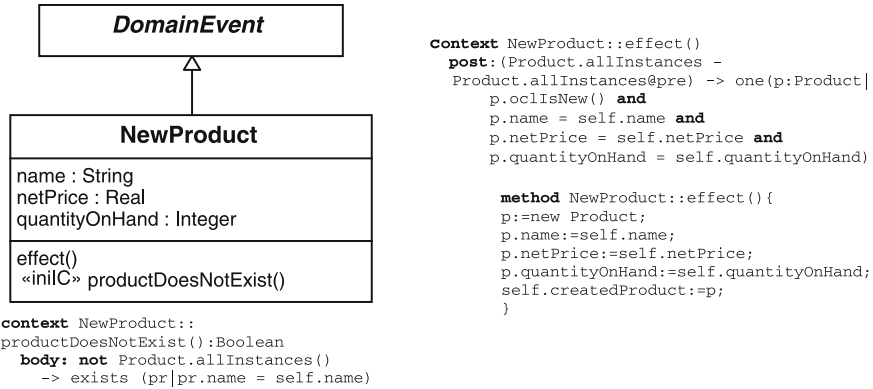 DomainEvent
NewProduct
name : String
netPrice : Real
quantityOnHand : Integer
effect()
«iniIC» productDoesNotExist()
context NewProduct::
productDoesNotExist():Boolean
body: not Product.allInstances()
-> exists (pr|pr.name = self.name)
context NewProduct::effect()
post:(Product.allInstances –
Product.allInstances@pre) -> one(p:Product|
p.oclIsNew() and
p.name = self.name and
p.netPrice = self.netPrice and
p.quantityOnHand = self.quantityOnHand)
method NewProduct::effect(){
p:=new Product;
p.name:=self.name;
p.netPrice:=self.netPrice;
p.quantityOnHand:=self.quantityOnHand;
self.createdProduct:=p;
}